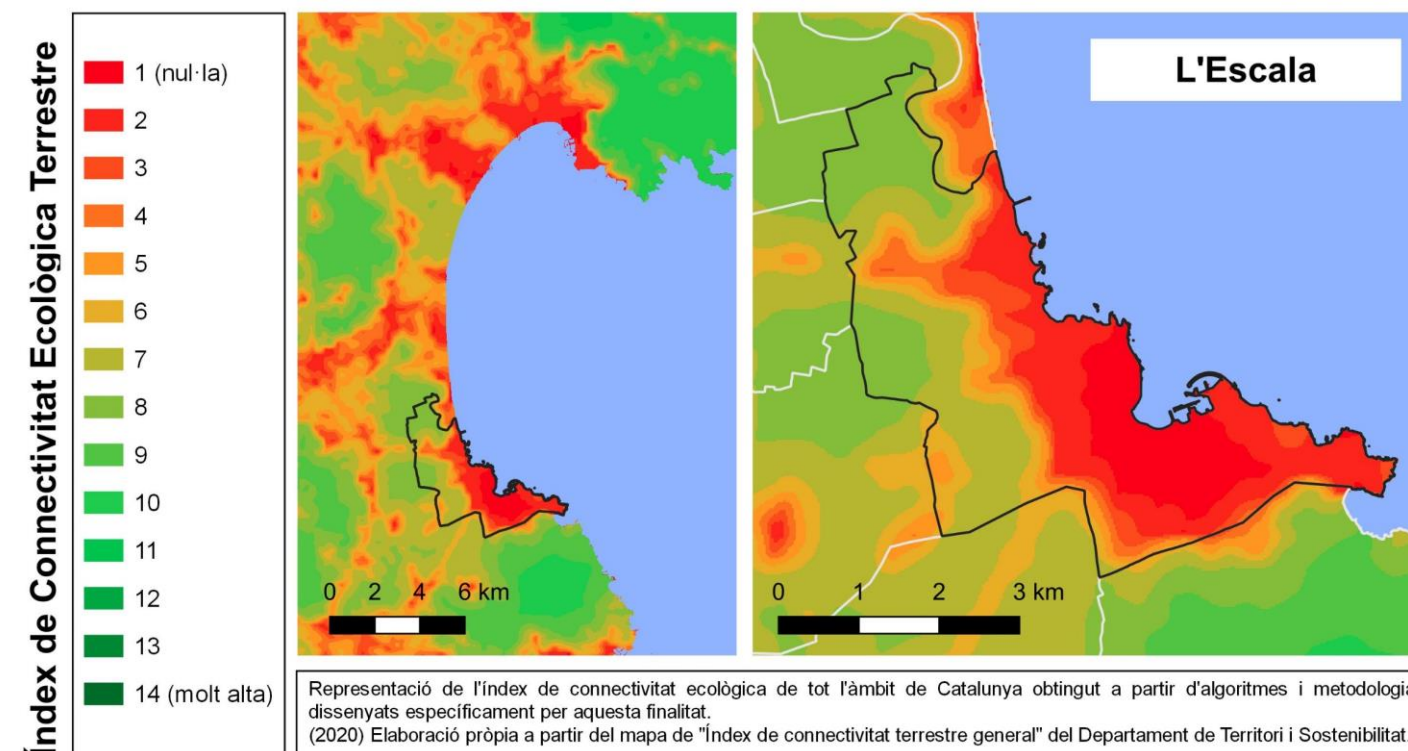 Índex de Connectivitat Ecològica Terrestre
1 (nul·la)
2
3
4
5
6
7
8
9
10
11
12
13
14 (molt alta)
0 2 4 6 km
L'Escala
0 1 2 3 km
Representació de l'índex de connectivitat ecològica de tot l'àmbit de Catalunya obtingut a partir d'algoritmes i metodologia
dissenyats específicament per aquesta finalitat.
(2020) Elaboració pròpia a partir del mapa de "Índex de connectivitat terrestre general" del Departament de Territori i Sostenibilitat.